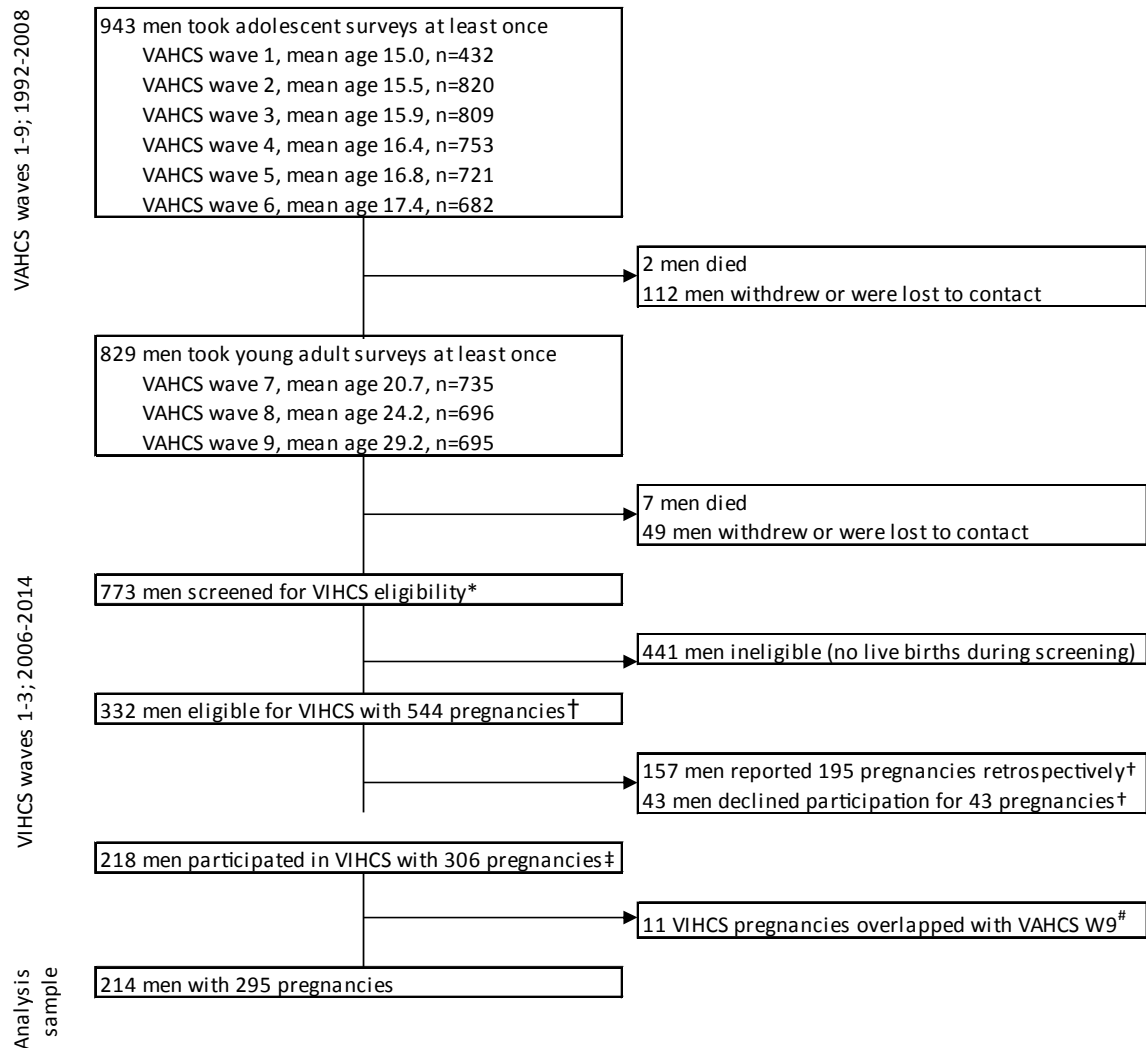 VAHCS waves 1-9; 1992-2008
943 men took adolescent surveys at least once
VAHCS wave 1, mean age 15.0, n=432
VAHCS wave 2, mean age 15.5, n=820
VAHCS wave 3, mean age 15.9, n=809
VAHCS wave 4, mean age 16.4, n=753
VAHCS wave 5, mean age 16.8, n=721
VAHCS wave 6, mean age 17.4, n=682
2 men died
112 men withdrew or were lost to contact
829 men took young adult surveys at least once
VAHCS wave 7, mean age 20.7, n=735
VAHCS wave 8, mean age 24.2, n=696
VAHCS wave 9, mean age 29.2, n=695
7 men died
49 men withdrew or were lost to contact
VIHCS waves 1-3; 2006-2014
773 men screened for VIHCS eligibility*
441 men ineligible (no live births during screening)
332 men eligible for VIHCS with 544 pregnancies†
157 men reported 195 pregnancies retrospectively†
43 men declined participation for 43 pregnancies†
218 men participated in VIHCS with 306 pregnancies‡
11 VIHCS pregnancies overlapped with VAHCS W9#
Analysis
sample
214 men with 295 pregnancies